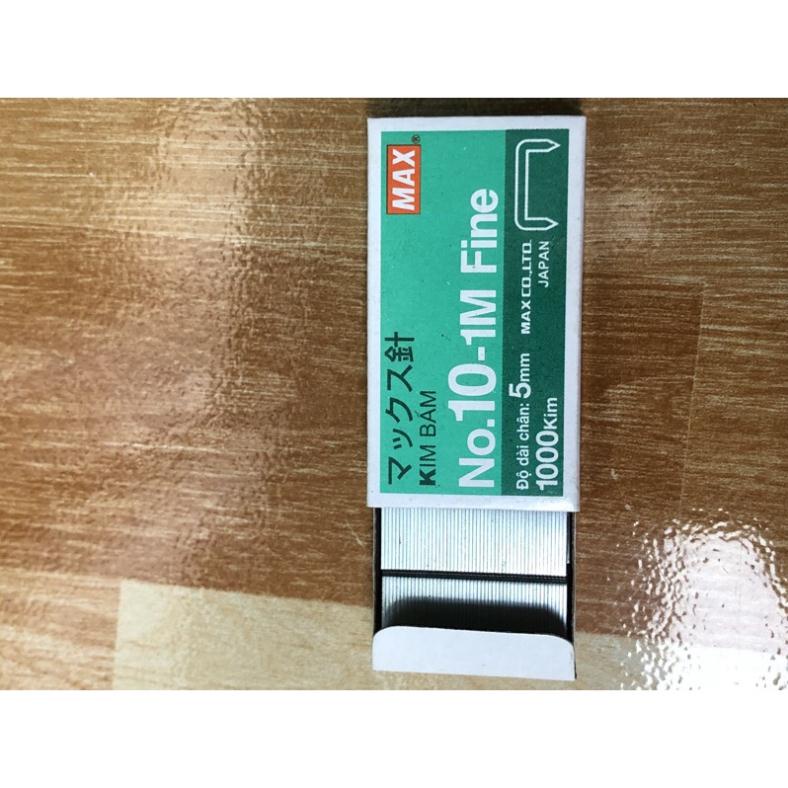 MAX®
マックス針
KIM BẤM
No.10-1M Fine
Độ dài chân: 5mm
1000Kim
MAX CO.,LTD.
JAPAN